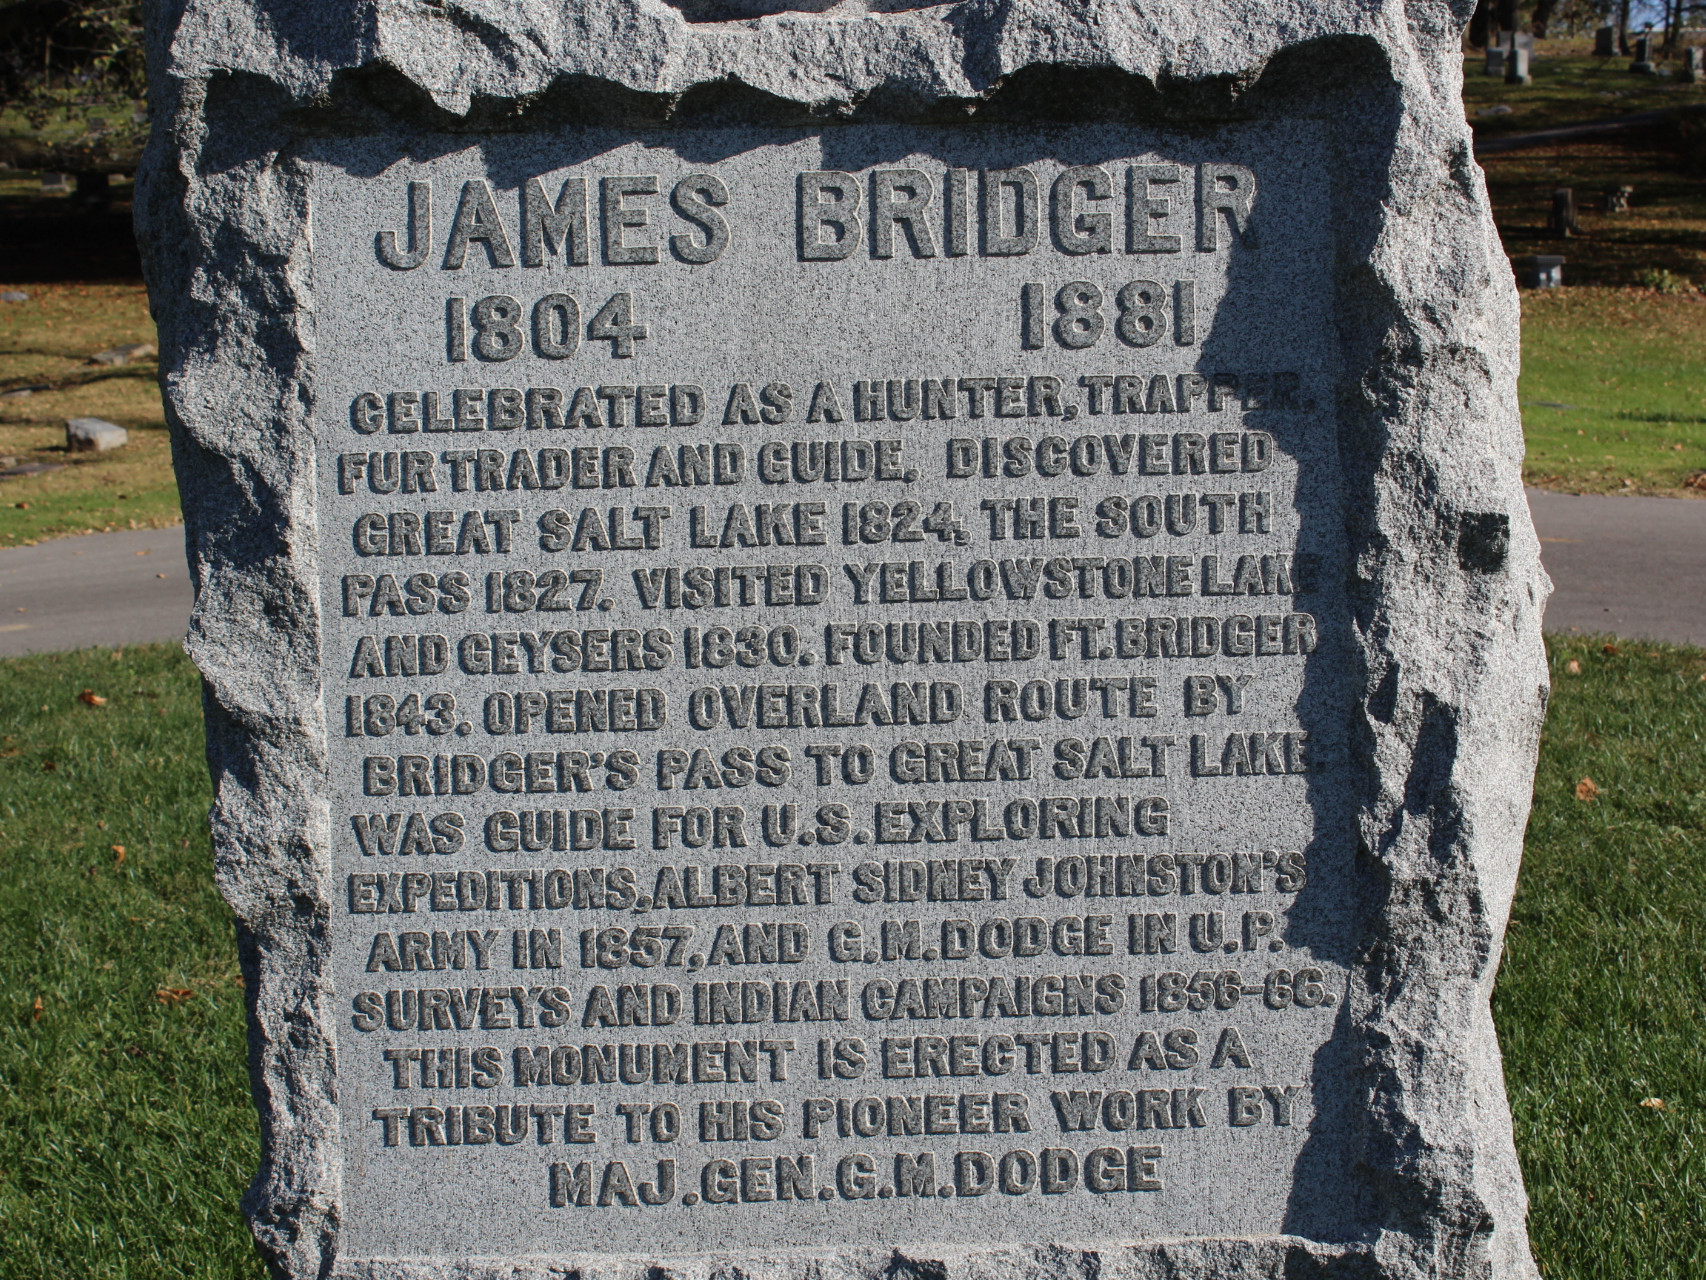 JAMES BRIDGER
1804 1881
CELEBRATED AS A HUNTER, TRAPPER,
FUR TRADER AND GUIDE. DISCOVERED
GREAT SALT LAKE 1824, THE SOUTH
PASS 1827. VISITED YELLOWSTONE LAKE
AND GEYSERS 1830. FOUNDED FT. BRIDGER
1843. OPENED OVERLAND ROUTE BY
BRIDGER'S PASS TO GREAT SALT LAKE.
WAS GUIDE FOR U.S. EXPLORING
EXPEDITIONS, ALBERT SIDNEY JOHNSTON'S
ARMY IN 1857, AND G.M. DODGE IN U.P.
SURVEYS AND INDIAN CAMPAIGNS 1856-66.
THIS MONUMENT IS ERECTED AS A
TRIBUTE TO HIS PIONEER WORK BY
MAJ. GEN. G.M. DODGE